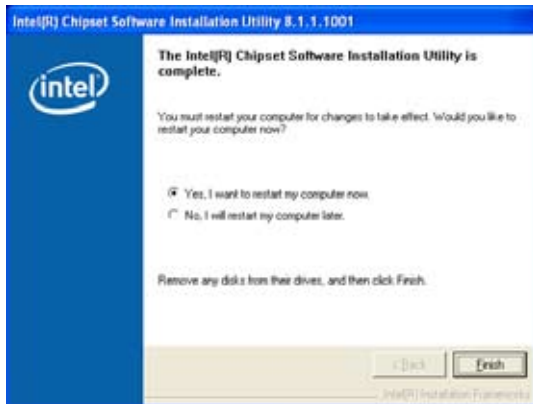 Intel(R) Chipset Software Installation Utility 8.1.1.1001
intel
The Intel(R) Chipset Software Installation Utility is
complete.
You must restart your computer for changes to take effect. Would you like to
restart your computer now?
Yes, I want to restart my computer now.
No, I will restart my computer later.
Remove any disks from their drives, and then click Finish.
< Back
Finish
Intel(R) Installation Frameworks